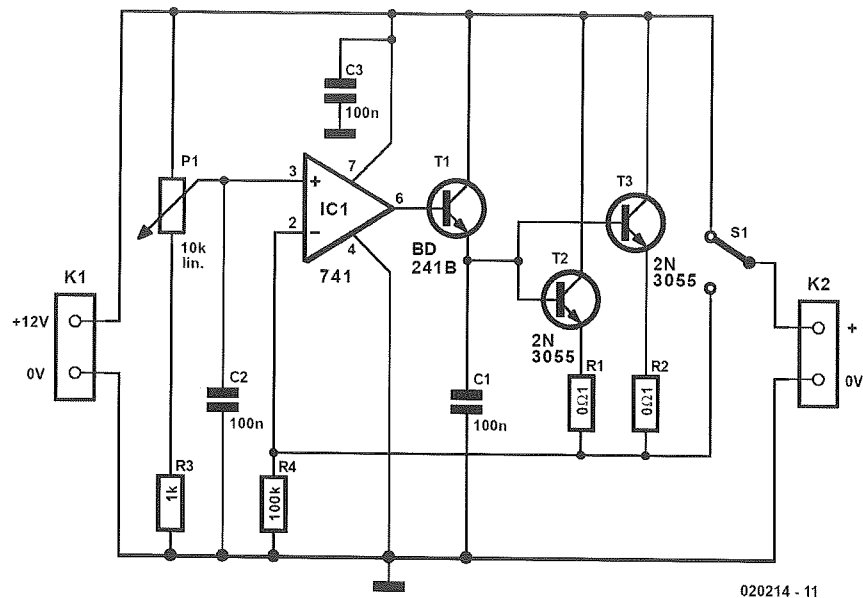 C3
100n
P1
10k
lin.
3
+
2
−
7
IC1
6
4
741
T1
BD
241B
T3
2N
3055
T2
2N
3055
S1
K1
+12V
0V
K2
+
0V
C2
100n
C1
100n
R1
0Ω1
R2
0Ω1
R3
1k
R4
100k
020214 - 11